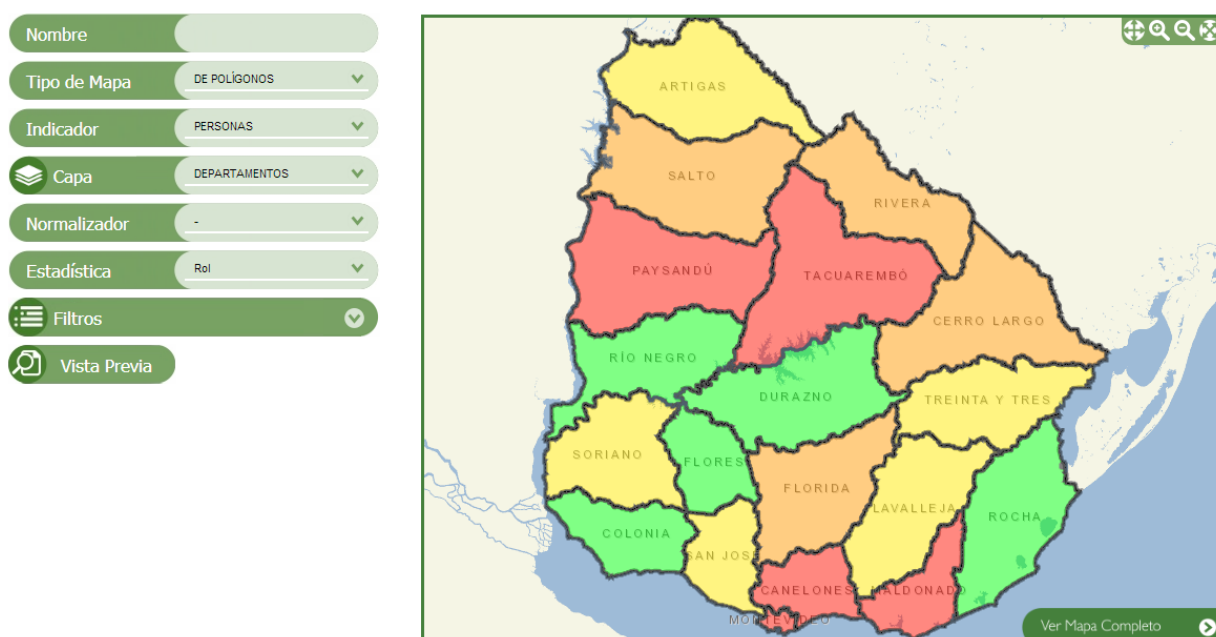 Nombre
Tipo de Mapa DE POLÍGONOS
Indicador PERSONAS
Capa DEPARTAMENTOS
Normalizador -
Estadística Rol
Filtros
Vista Previa
ARTIGAS
SALTO
RIVERA
PAYSANDÚ
TACUAREMBÓ
CERRO LARGO
RÍO NEGRO
DURAZNO
TREINTA Y TRES
SORIANO
FLORES
FLORIDA
LAVALLEJA
ROCHA
COLONIA
SAN JOSÉ
CANELONES
MALDONADO
MONTEVIDEO
Ver Mapa Completo